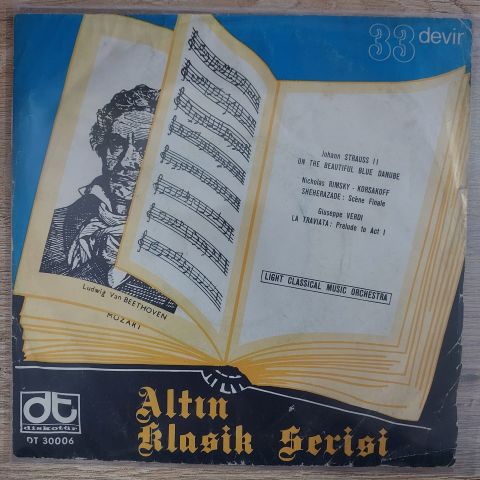 33 devir
Johann STRAUSS II
ON THE BEAUTIFUL BLUE DANUBE
Nicholas RIMSKY - KORSAKOFF
SHEHERAZADE : Scène Finale
Giuseppe VERDI
LA TRAVIATA : Prelude to Act I
LIGHT CLASSICAL MUSIC ORCHESTRA
Ludwig Van BEETHOVEN
MOZART
dt
diskotür
DT 30006
Altın
Klasik Serisi